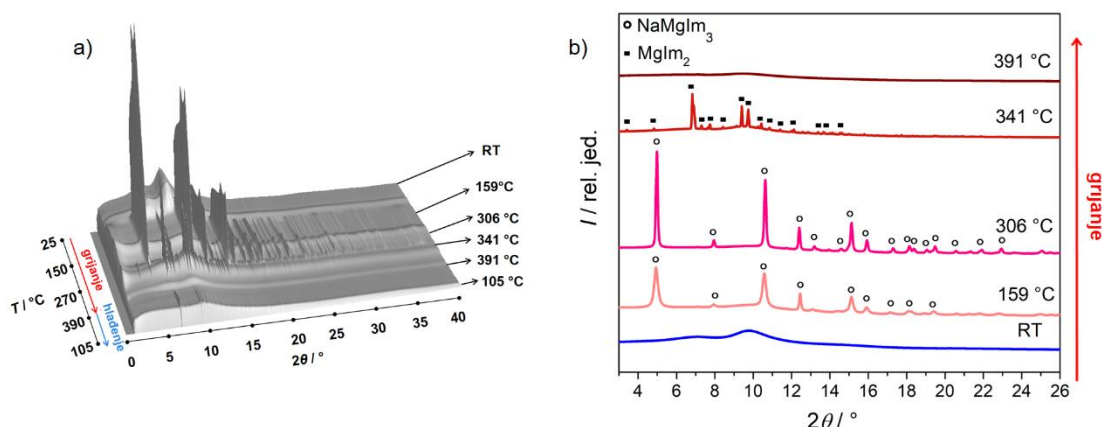 a)
RT
159°C
306 °C
341 °C
391 °C
105 °C
25
150
270
390
105
T / °C
grijanje
hlađenje
0
5
10
15
20
25
30
35
40
2θ / °
b)
NaMgIm₃
MgIm₂
391 °C
341 °C
306 °C
159 °C
RT
I / rel. jed.
grijanje
4
6
8
10
12
14
16
18
20
22
24
26
2θ / °